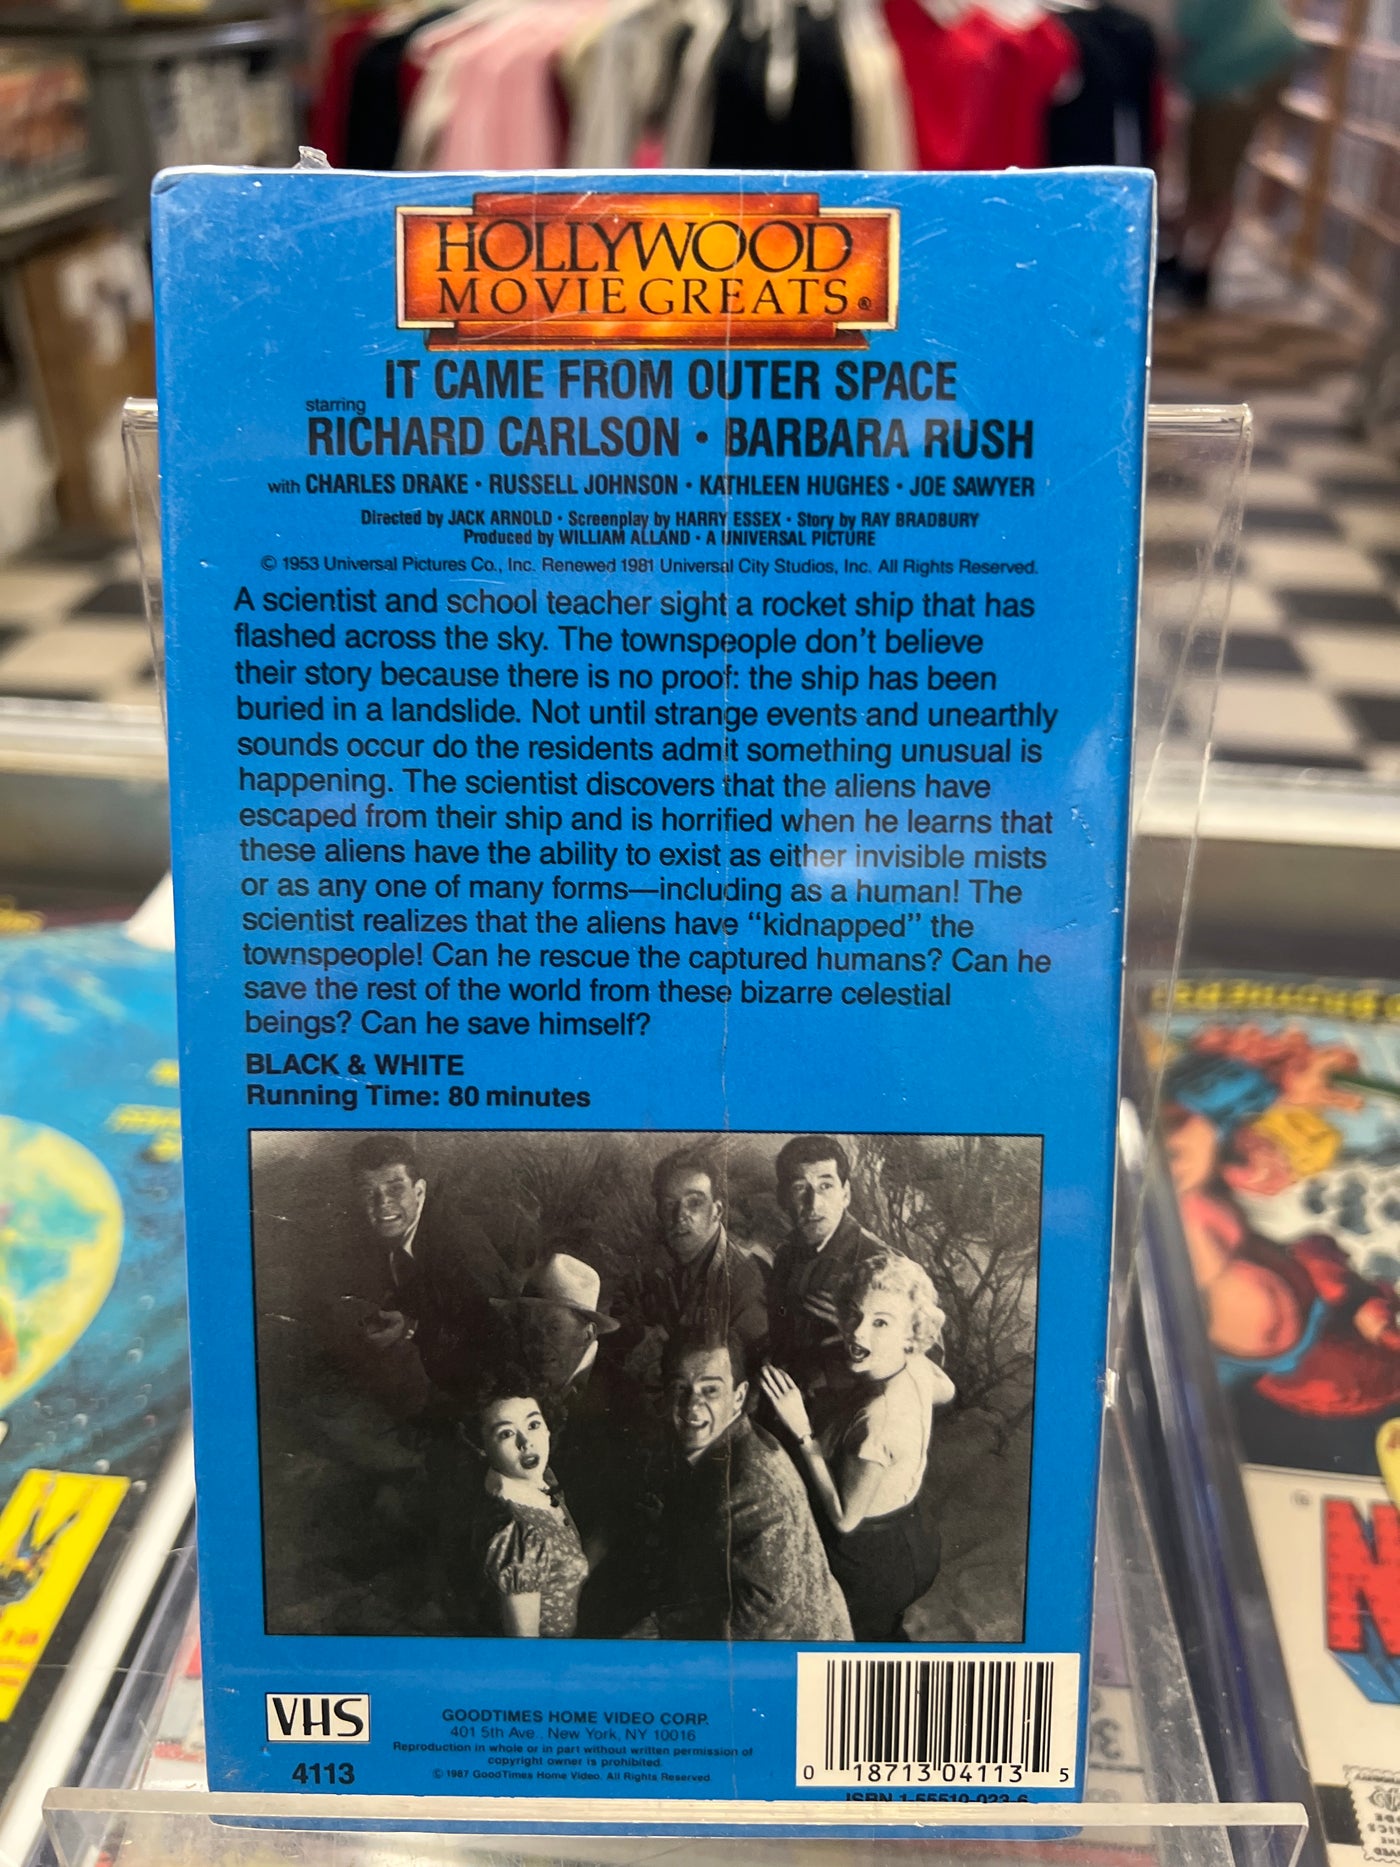 HOLLYWOOD
MOVIE GREATS®
IT CAME FROM OUTER SPACE
starring
RICHARD CARLSON • BARBARA RUSH
with CHARLES DRAKE • RUSSELL JOHNSON • KATHLEEN HUGHES • JOE SAWYER
Directed by JACK ARNOLD • Screenplay by HARRY ESSEX • Story by RAY BRADBURY
Produced by WILLIAM ALLAND • A UNIVERSAL PICTURE
© 1953 Universal Pictures Co., Inc. Renewed 1981 Universal City Studios, Inc. All Rights Reserved.
A scientist and school teacher sight a rocket ship that has
flashed across the sky. The townspeople don't believe
their story because there is no proof: the ship has been
buried in a landslide. Not until strange events and unearthly
sounds occur do the residents admit something unusual is
happening. The scientist discovers that the aliens have
escaped from their ship and is horrified when he learns that
these aliens have the ability to exist as either invisible mists
or as any one of many forms—including as a human! The
scientist realizes that the aliens have "kidnapped" the
townspeople! Can he rescue the captured humans? Can he
save the rest of the world from these bizarre celestial
beings? Can he save himself?
BLACK & WHITE
Running Time: 80 minutes
VHS
4113
GOODTIMES HOME VIDEO CORP.
401 5th Ave., New York, NY 10016
Reproduction in whole or in part without written permission of
copyright owner is prohibited.
© 1987 GoodTimes Home Video. All Rights Reserved.
0 18713 04113 5
ISBN 1-55510-023-6